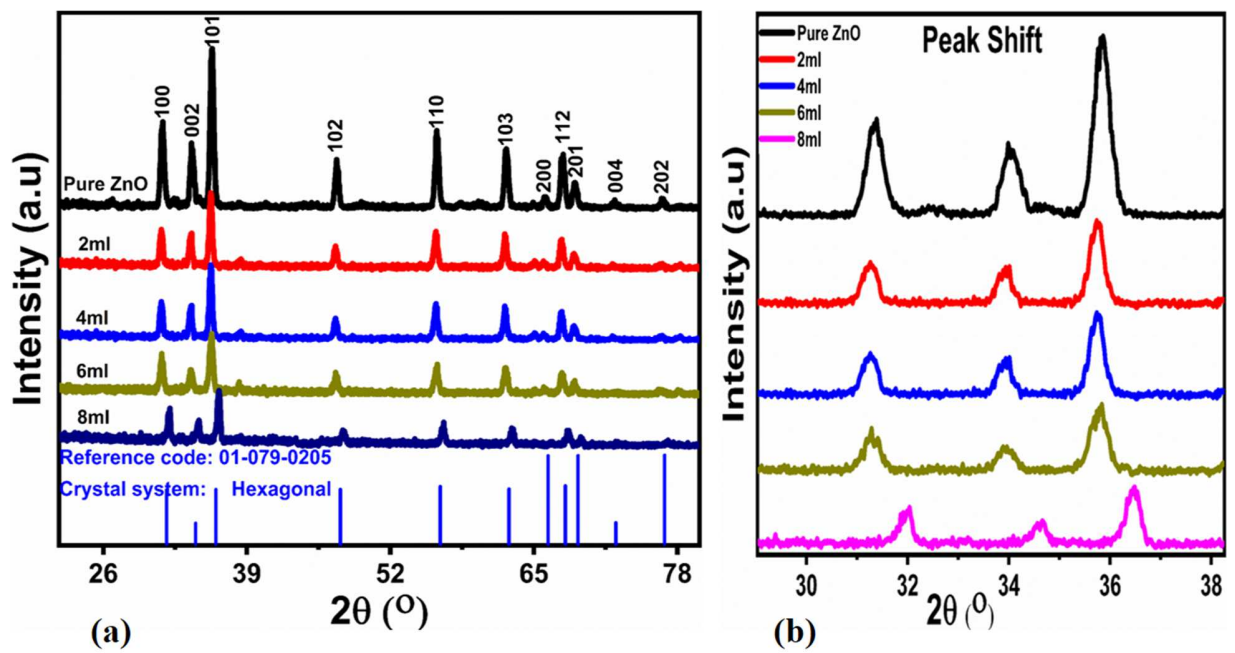 101
100
002
110
102
103
112
200
201
004
202
Pure ZnO
2ml
4ml
6ml
8ml
Reference code: 01-079-0205
Crystal system: Hexagonal
Intensity (a.u)
26 39 52 65 78
2θ (O)
(a)
Peak Shift
Pure ZnO
2ml
4ml
6ml
8ml
Intensity (a.u)
30 32 34 36 38
2θ (O)
(b)